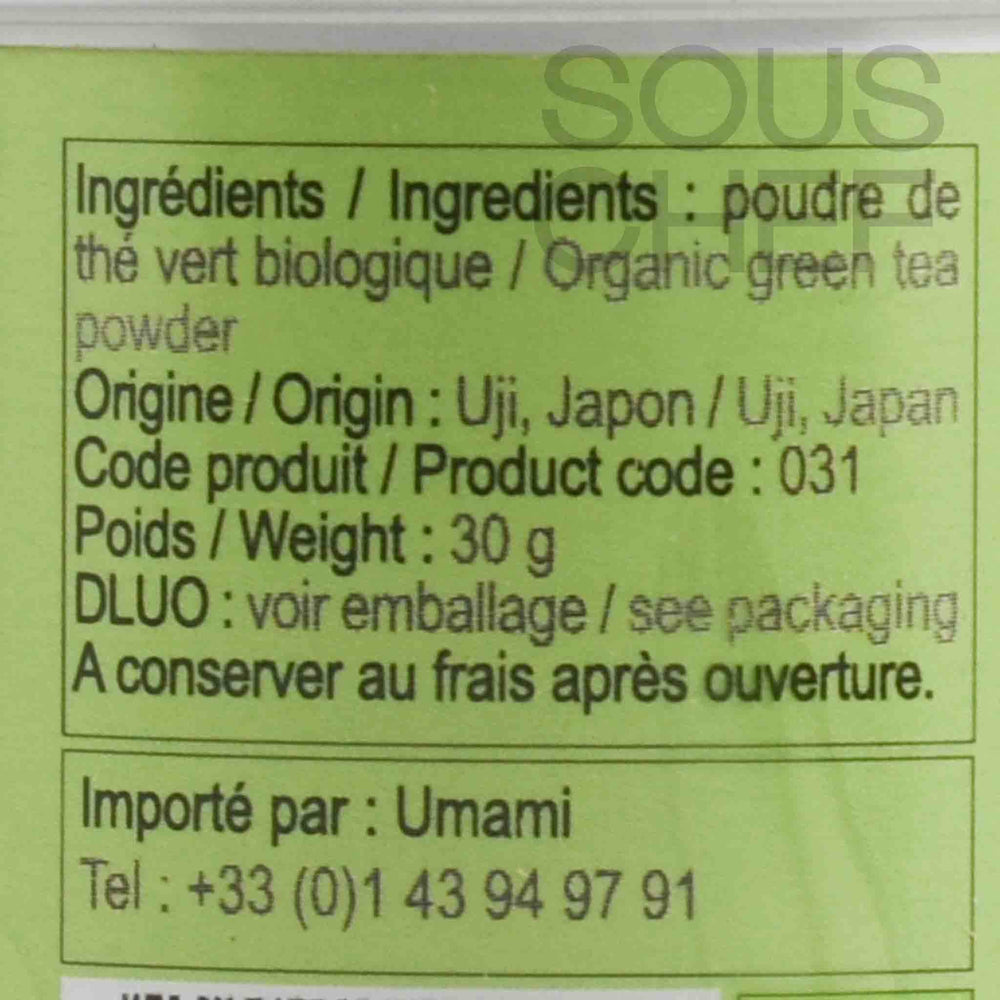 SOUS
CHEF
Ingrédients / Ingredients : poudre de
thé vert biologique / Organic green tea
powder
Origine / Origin : Uji, Japon / Uji, Japan
Code produit / Product code : 031
Poids / Weight : 30 g
DLUO : voir emballage / see packaging
A conserver au frais après ouverture.
Importé par : Umami
Tel : +33 (0)1 43 94 97 91